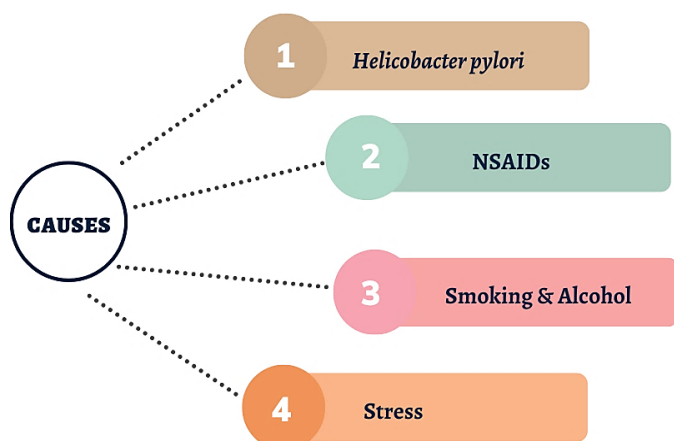 1
Helicobacter pylori
2
NSAIDs
CAUSES
3
Smoking & Alcohol
4
Stress